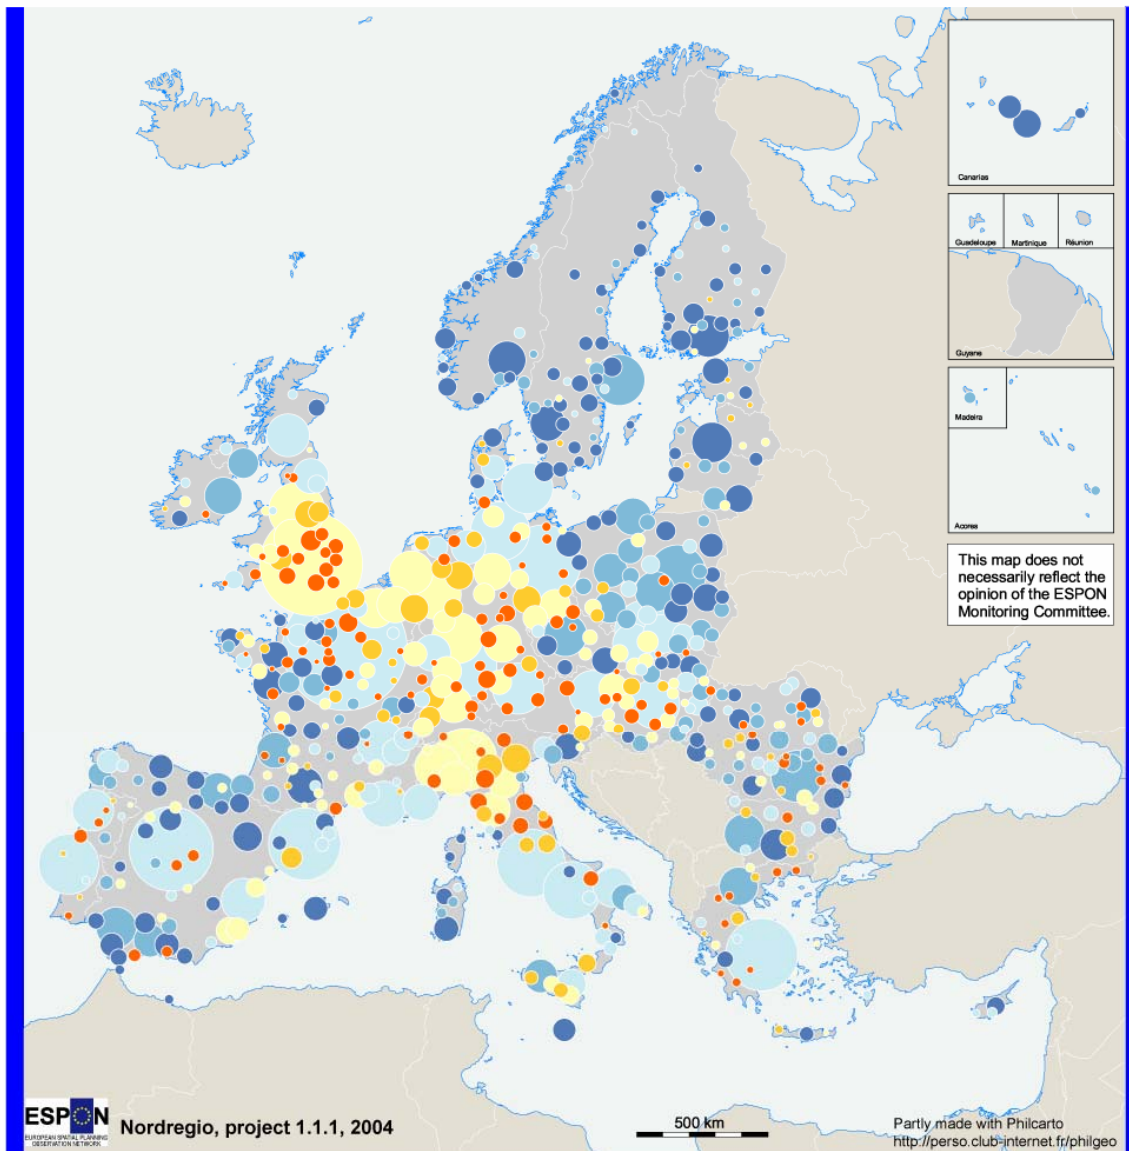 Canarias
Guadeloupe
Martinique
Réunion
Guyane
Madeira
Acores
This map does not
necessarily reflect the
opinion of the ESPON
Monitoring Committee.
ESPON
EUROPEAN SPATIAL PLANNING
OBSERVATION NETWORK
Nordregio, project 1.1.1, 2004
500 km
Partly made with Philcarto
http://perso.club-internet.fr/philgeo